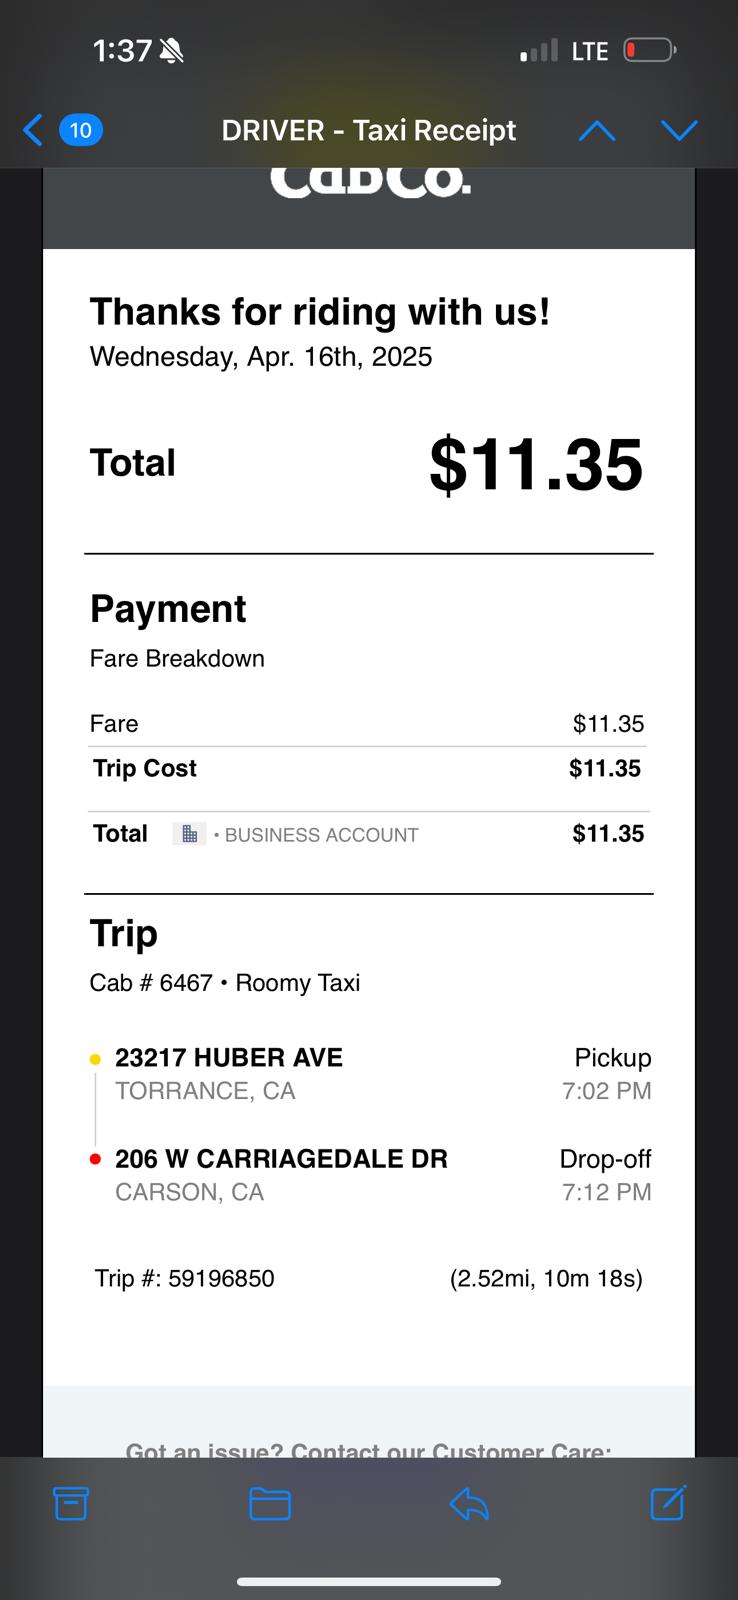 1:37 LTE
10 DRIVER - Taxi Receipt
CabCo.
Thanks for riding with us!
Wednesday, Apr. 16th, 2025
Total $11.35
Payment
Fare Breakdown
Fare $11.35
Trip Cost $11.35
Total • BUSINESS ACCOUNT $11.35
Trip
Cab # 6467 • Roomy Taxi
23217 HUBER AVE Pickup
TORRANCE, CA 7:02 PM
206 W CARRIAGEDALE DR Drop-off
CARSON, CA 7:12 PM
Trip #: 59196850 (2.52mi, 10m 18s)
Got an issue? Contact our Customer Care: